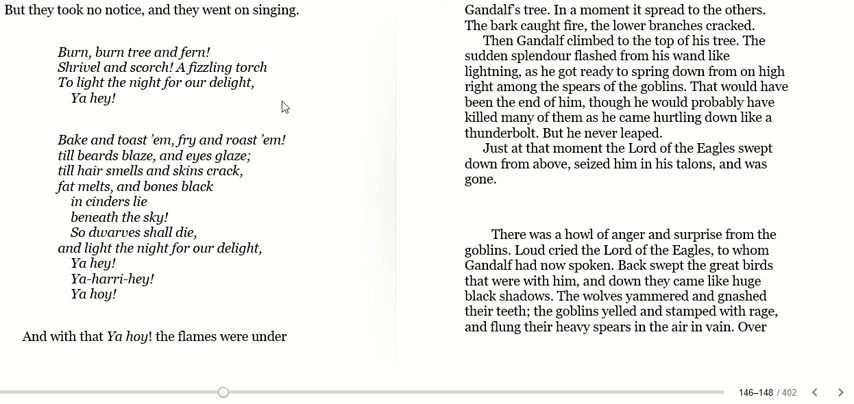 But they took no notice, and they went on singing.
Burn, burn tree and fern!
Shrivel and scorch! A fizzling torch
To light the night for our delight,
Ya hey!
Bake and toast ’em, fry and roast ’em!
till beards blaze, and eyes glaze;
till hair smells and skins crack,
fat melts, and bones black
in cinders lie
beneath the sky!
So dwarves shall die,
and light the night for our delight,
Ya hey!
Ya-harri-hey!
Ya hoy!
And with that Ya hoy! the flames were under
Gandalf’s tree. In a moment it spread to the others.
The bark caught fire, the lower branches cracked.
Then Gandalf climbed to the top of his tree. The
sudden splendour flashed from his wand like
lightning, as he got ready to spring down from on high
right among the spears of the goblins. That would have
been the end of him, though he would probably have
killed many of them as he came hurtling down like a
thunderbolt. But he never leaped.
Just at that moment the Lord of the Eagles swept
down from above, seized him in his talons, and was
gone.
There was a howl of anger and surprise from the
goblins. Loud cried the Lord of the Eagles, to whom
Gandalf had now spoken. Back swept the great birds
that were with him, and down they came like huge
black shadows. The wolves yammered and gnashed
their teeth; the goblins yelled and stamped with rage,
and flung their heavy spears in the air in vain. Over
146–148 / 402